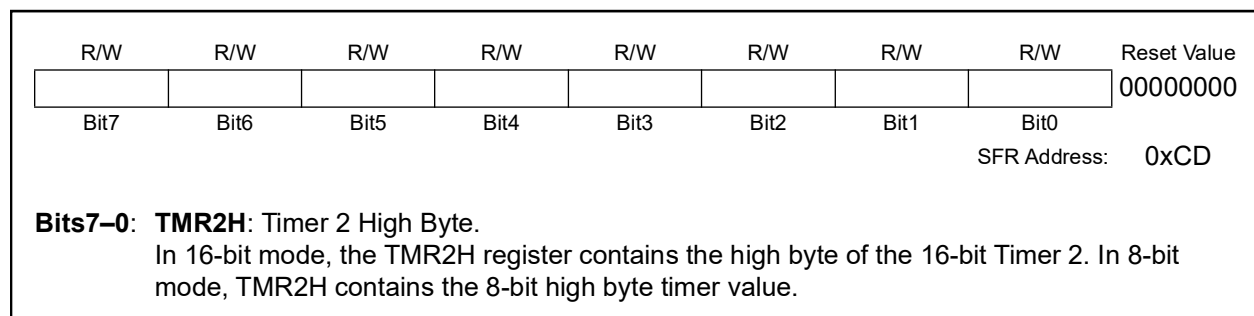 R/W R/W R/W R/W R/W R/W R/W R/W Reset Value
00000000
Bit7 Bit6 Bit5 Bit4 Bit3 Bit2 Bit1 Bit0
SFR Address: 0xCD
Bits7–0: TMR2H: Timer 2 High Byte.
In 16-bit mode, the TMR2H register contains the high byte of the 16-bit Timer 2. In 8-bit
mode, TMR2H contains the 8-bit high byte timer value.